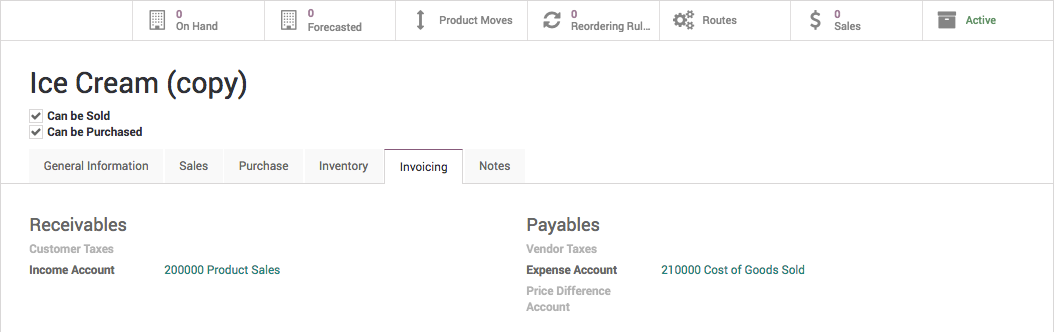 0
On Hand
0
Forecasted
Product Moves
0
Reordering Rul...
Routes
0
Sales
Active
Ice Cream (copy)
Can be Sold
Can be Purchased
General Information
Sales
Purchase
Inventory
Invoicing
Notes
Receivables
Customer Taxes
Income Account 200000 Product Sales
Payables
Vendor Taxes
Expense Account 210000 Cost of Goods Sold
Price Difference
Account